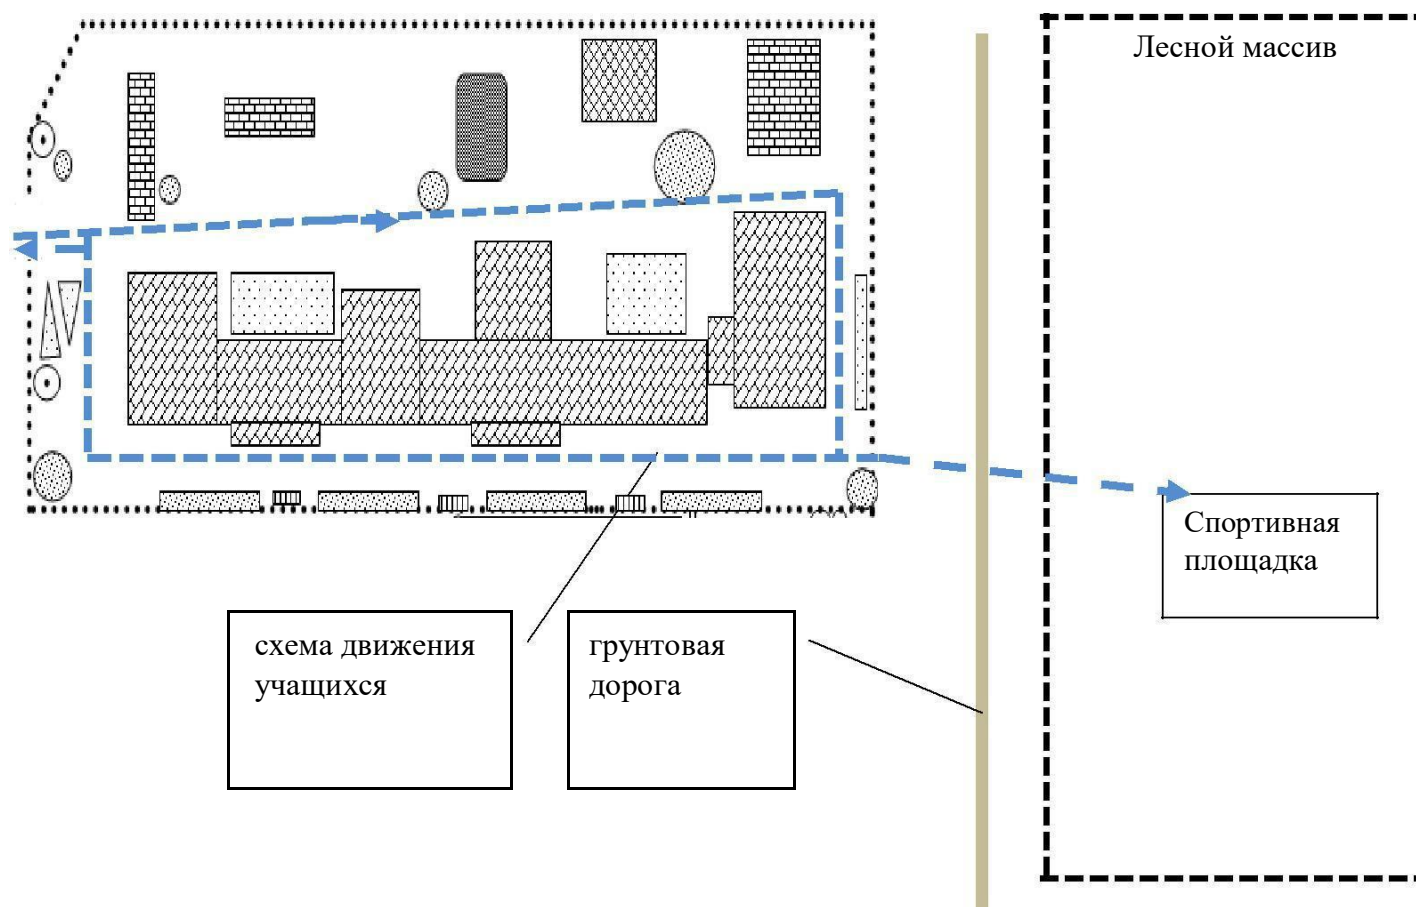 Лесной массив
Спортивная
площадка
схема движения
учащихся
грунтовая
дорога